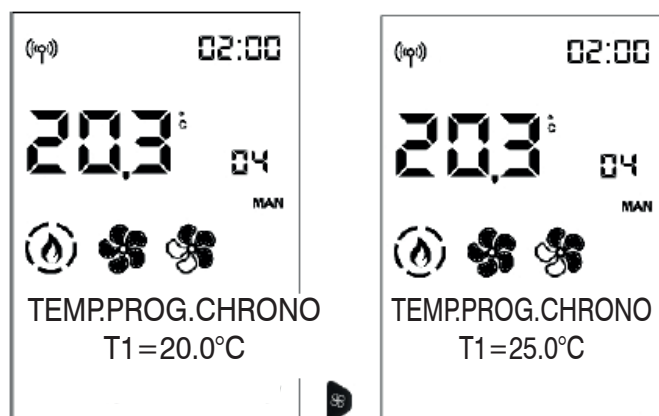 02:00
20,3 °C
04
MAN
TEMP.PROG.CHRONO
T1=20.0°C
02:00
20,3 °C
04
MAN
TEMP.PROG.CHRONO
T1=25.0°C